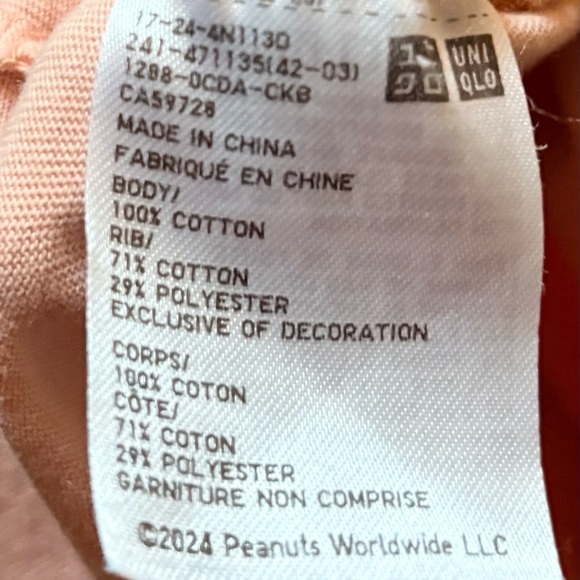 17-24-4N1130
241-471135(42-03)
1288-0CDA-CKB
CA59728
UNI
QLO
MADE IN CHINA
FABRIQUÉ EN CHINE
BODY/
100% COTTON
RIB/
71% COTTON
29% POLYESTER
EXCLUSIVE OF DECORATION
CORPS/
100% COTON
CÔTE/
71% COTON
29% POLYESTER
GARNITURE NON COMPRISE
©2024 Peanuts Worldwide LLC